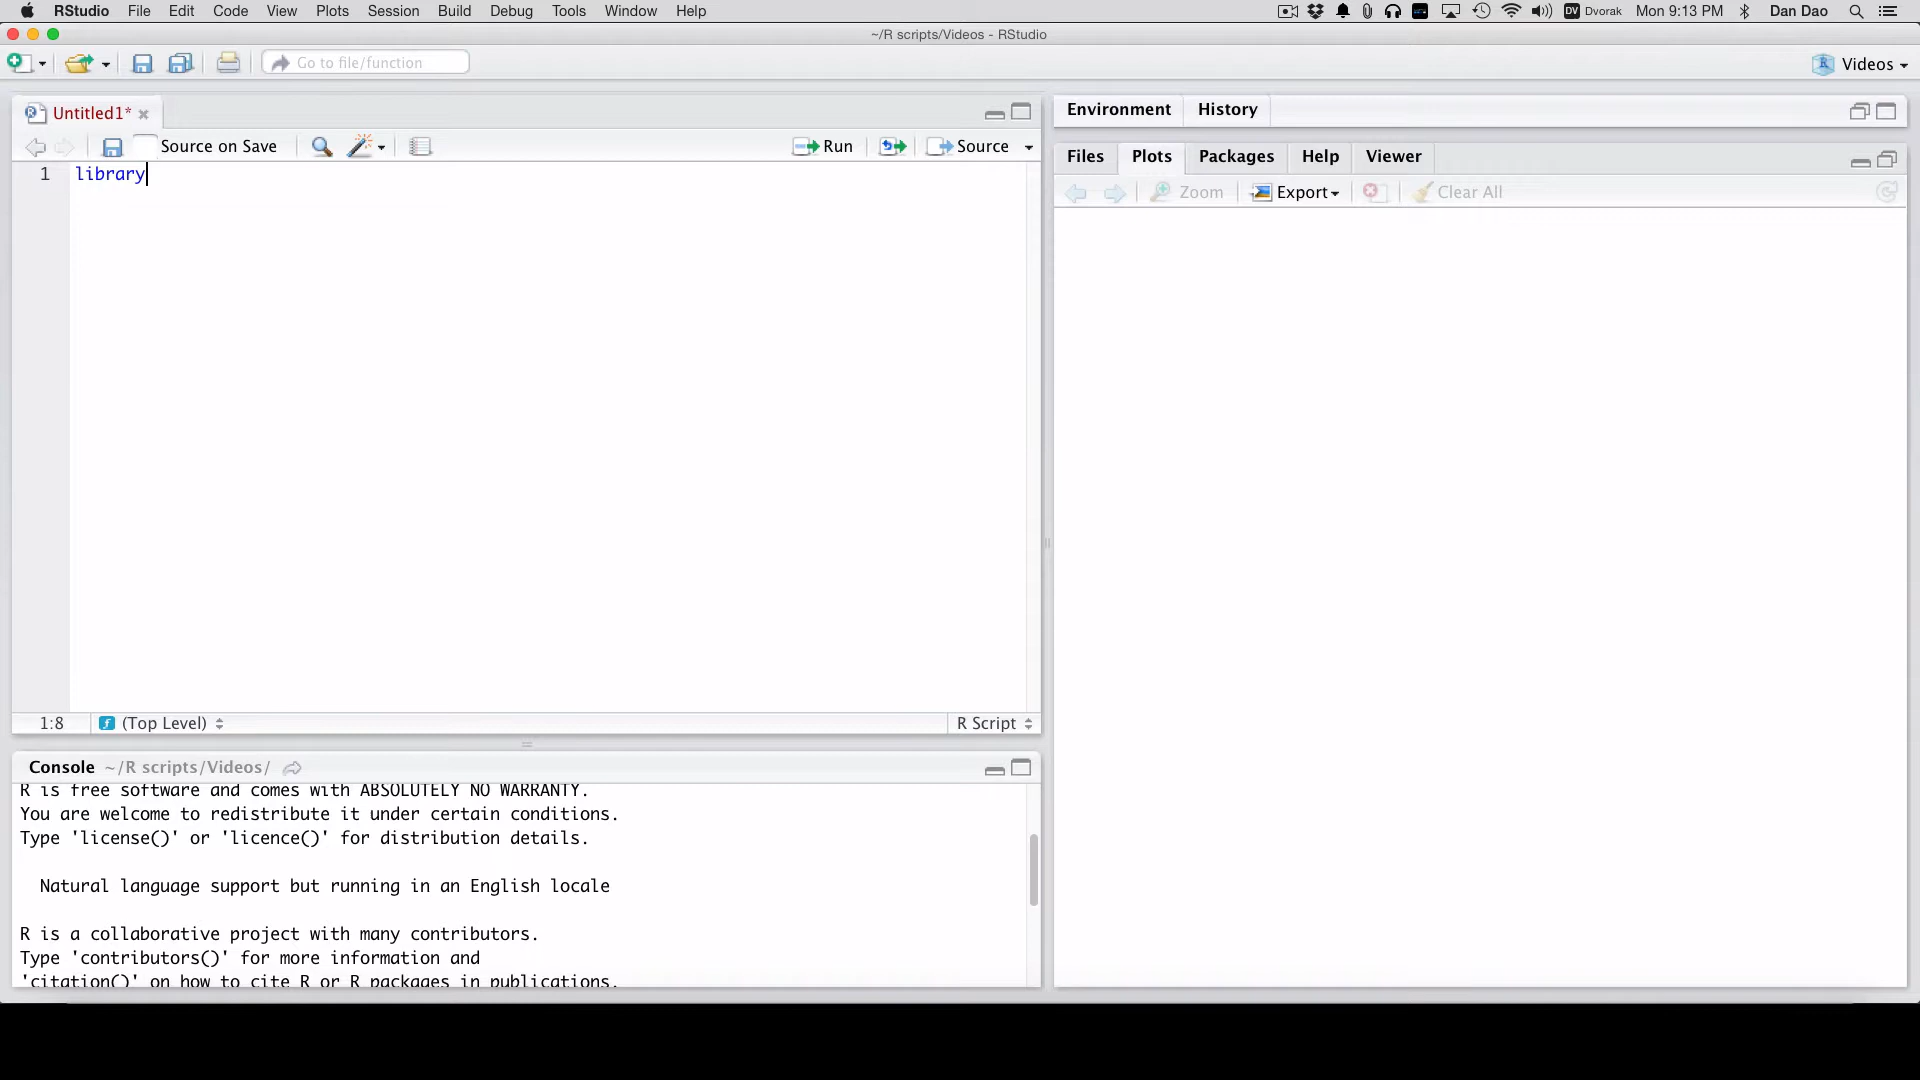 RStudio File Edit Code View Plots Session Build Debug Tools Window Help DV Dvorak Mon 9:13 PM Dan Dao
~/R scripts/Videos - RStudio
Go to file/function Videos
Untitled1*
Source on Save Run Source
1 library
1:8 (Top Level) R Script
Console ~/R scripts/Videos/
R is free software and comes with ABSOLUTELY NO WARRANTY.
You are welcome to redistribute it under certain conditions.
Type 'license()' or 'licence()' for distribution details.
Natural language support but running in an English locale
R is a collaborative project with many contributors.
Type 'contributors()' for more information and
'citation()' on how to cite R or R packages in publications.
Environment History
Files Plots Packages Help Viewer
Zoom Export Clear All